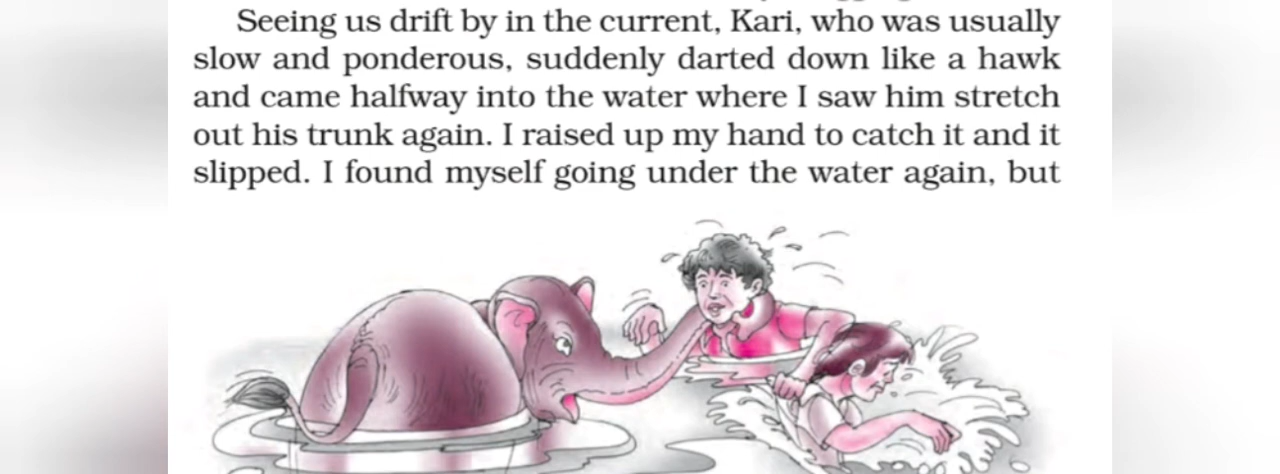 Seeing us drift by in the current, Kari, who was usually
slow and ponderous, suddenly darted down like a hawk
and came halfway into the water where I saw him stretch
out his trunk again. I raised up my hand to catch it and it
slipped. I found myself going under the water again, but